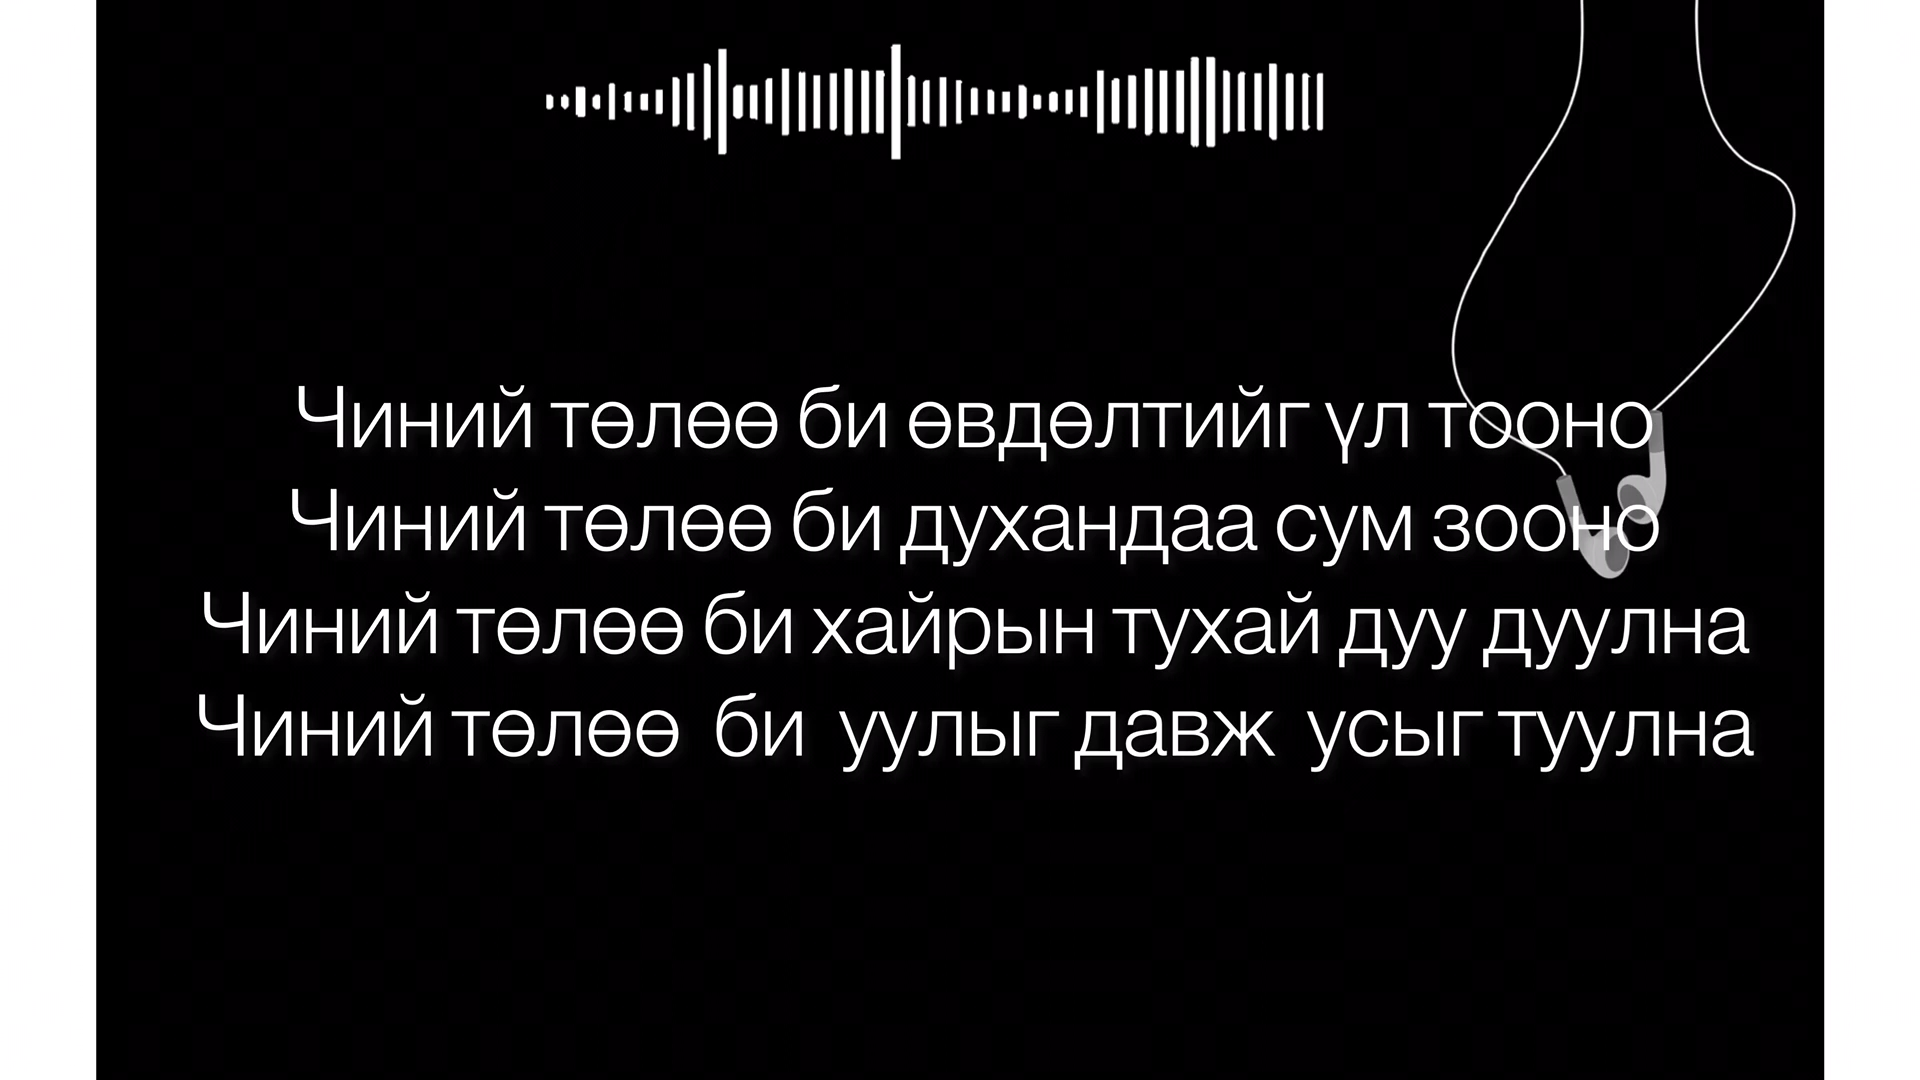 Чиний төлөө би өвдөлтийг үл тооно
Чиний төлөө би духандаа сум зооно
Чиний төлөө би хайрын тухай дуу дуулна
Чиний төлөө би уулыг давж усыг туулна